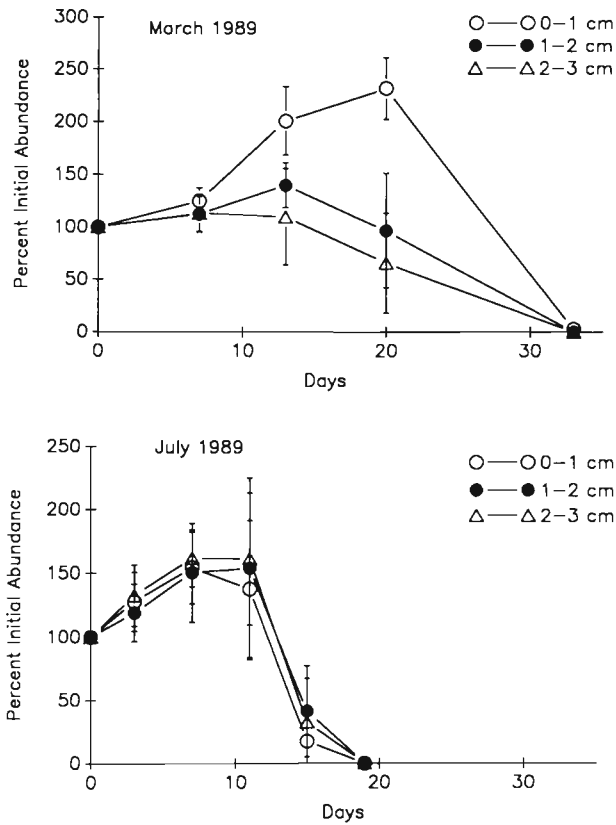 March 1989
0-1 cm
1-2 cm
2-3 cm
Percent Initial Abundance
300
250
200
150
100
50
0
0 10 20 30
Days
July 1989
0-1 cm
1-2 cm
2-3 cm
Percent Initial Abundance
250
200
150
100
50
0
0 10 20 30
Days